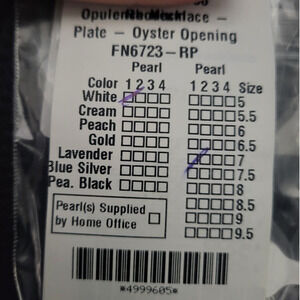 Opulen Necklace –
Plate – Oyster Opening
FN6723–RP
Pearl Pearl
Color 1 2 3 4 1 2 3 4 Size
White 5
Cream 5.5
Peach 6
Gold 6.5
Lavender 7
Blue Silver 7.5
Pea. Black 8
8.5
Pearl(s) Supplied 9
by Home Office 9.5
*4999605*